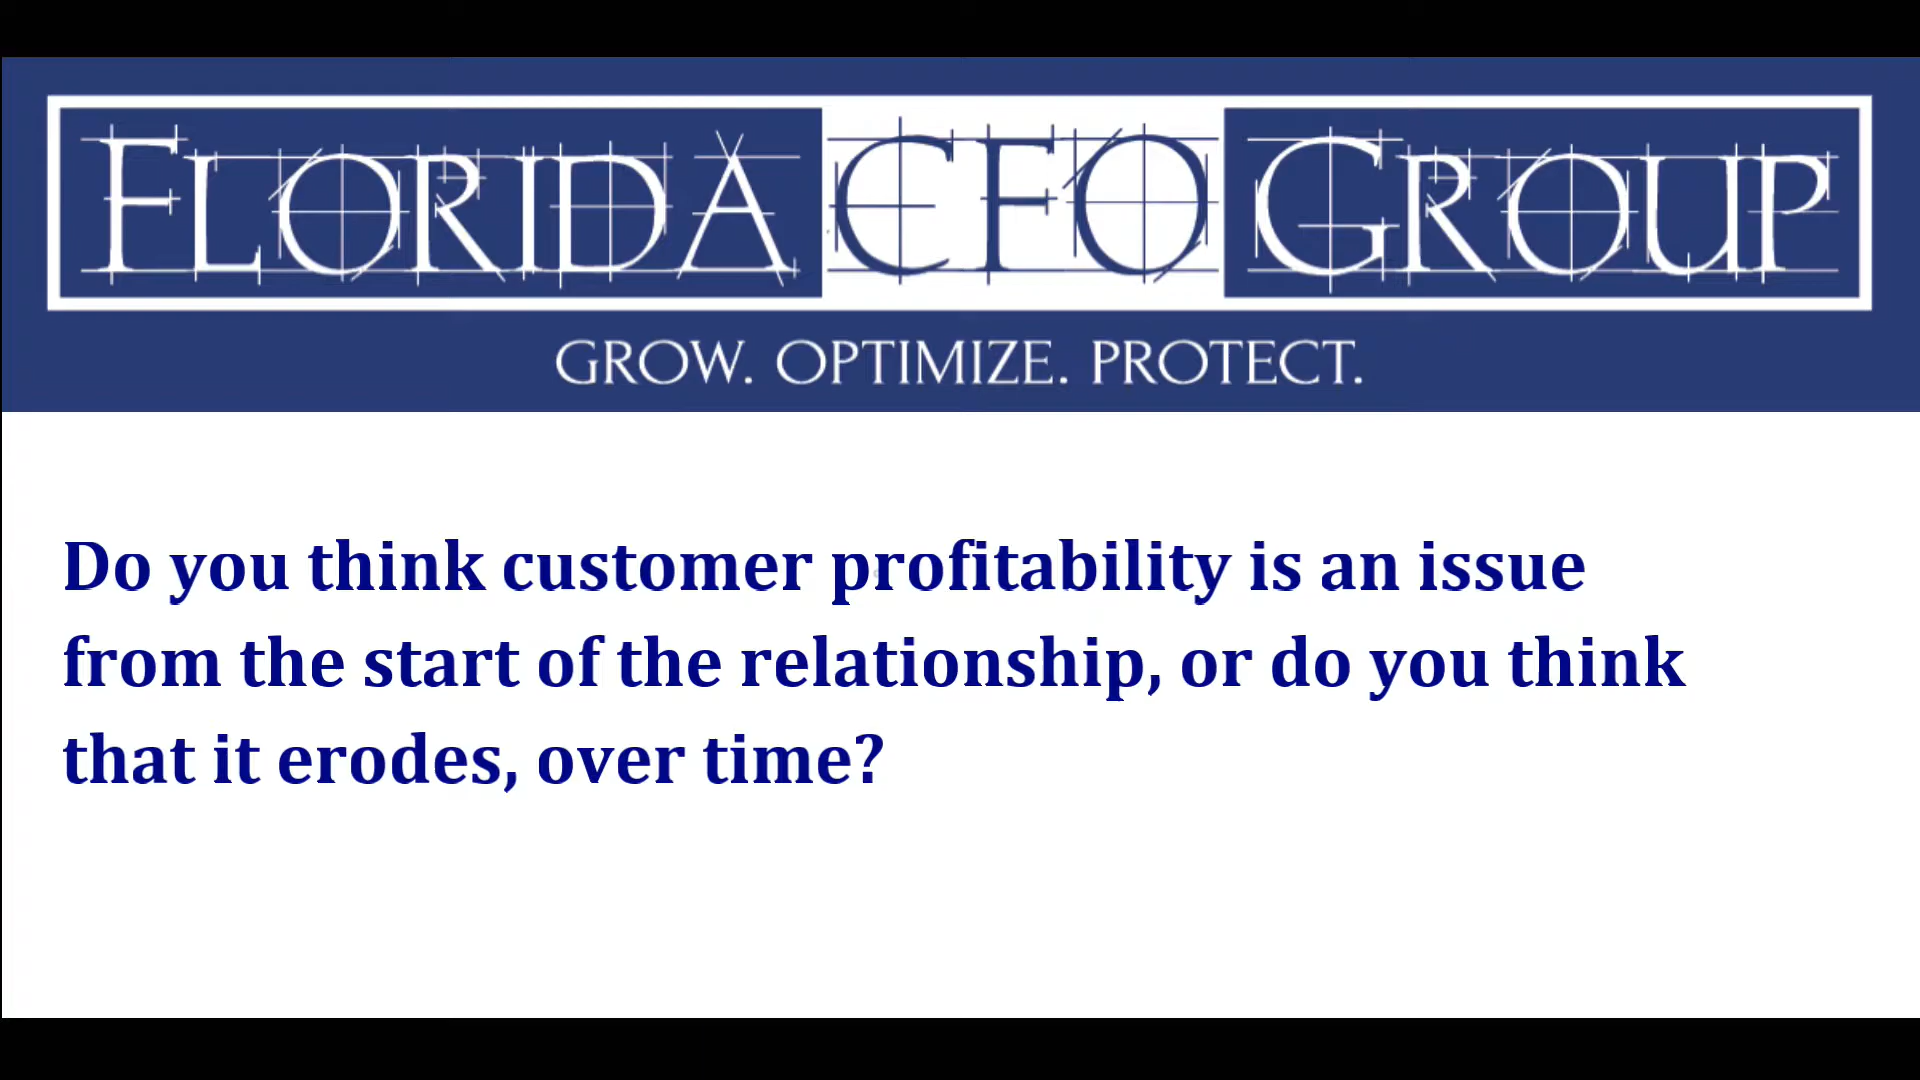 FLORIDA CFO GROUP
GROW. OPTIMIZE. PROTECT.
Do you think customer profitability is an issue
from the start of the relationship, or do you think
that it erodes, over time?